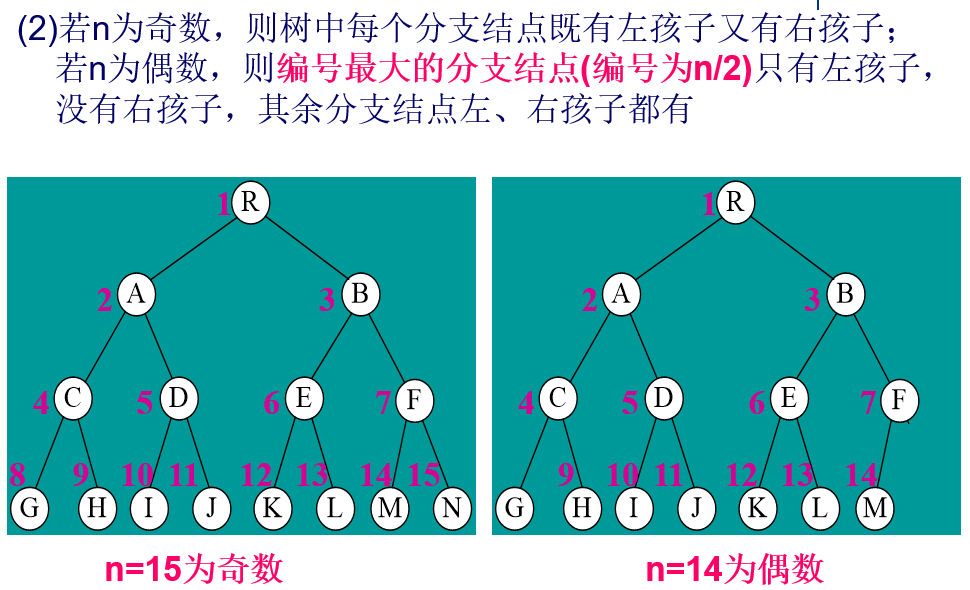 (2)若n为奇数，则树中每个分支结点既有左孩子又有右孩子；
若n为偶数，则编号最大的分支结点(编号为n/2)只有左孩子，
没有右孩子，其余分支结点左、右孩子都有
1 R
2 A 3 B
4 C 5 D 6 E 7 F
8 9 10 11 12 13 14 15
G H I J K L M N
n=15为奇数
1 R
2 A 3 B
4 C 5 D 6 E 7 F
9 10 11 12 13 14
G H I J K L M
n=14为偶数